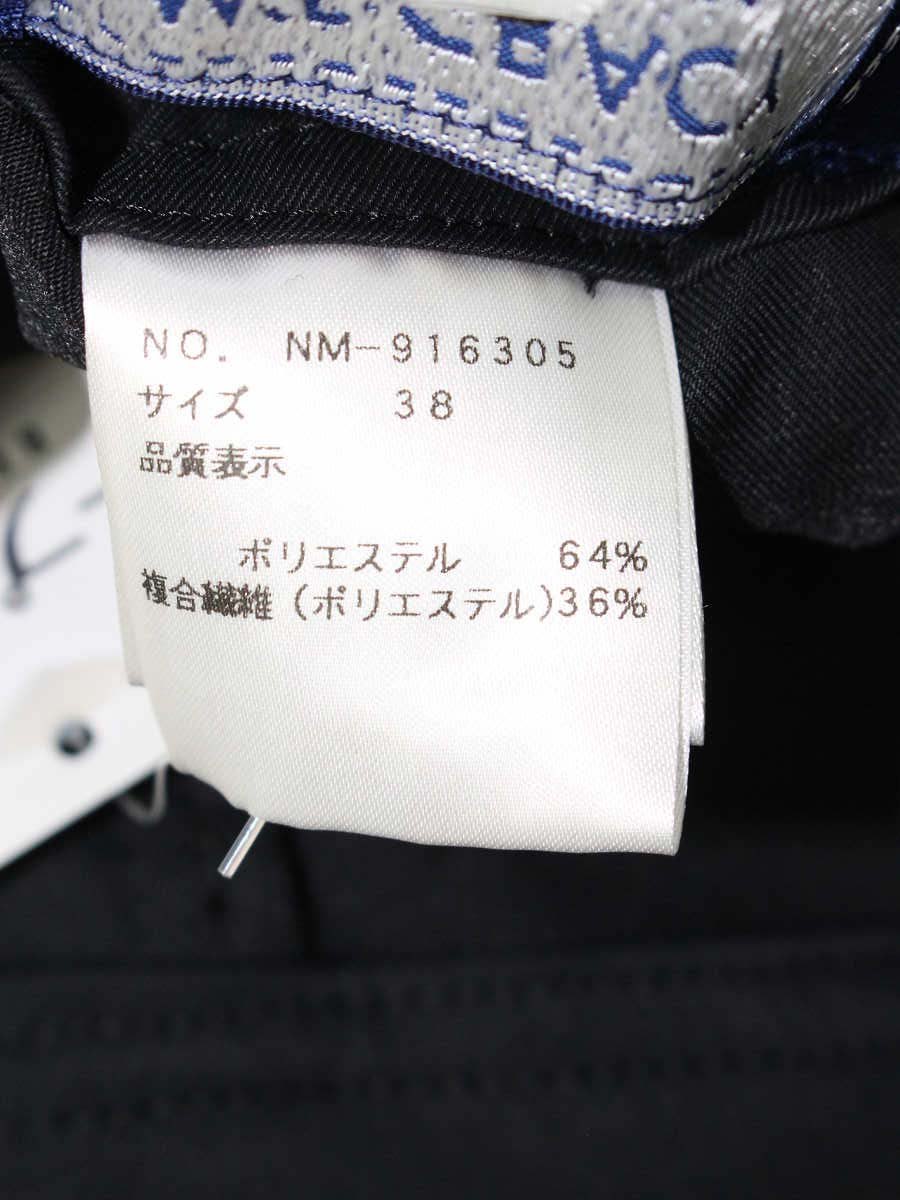 NO. NM-916305
サイズ 38
品質表示
ポリエステル 64%
複合繊維(ポリエステル)36%